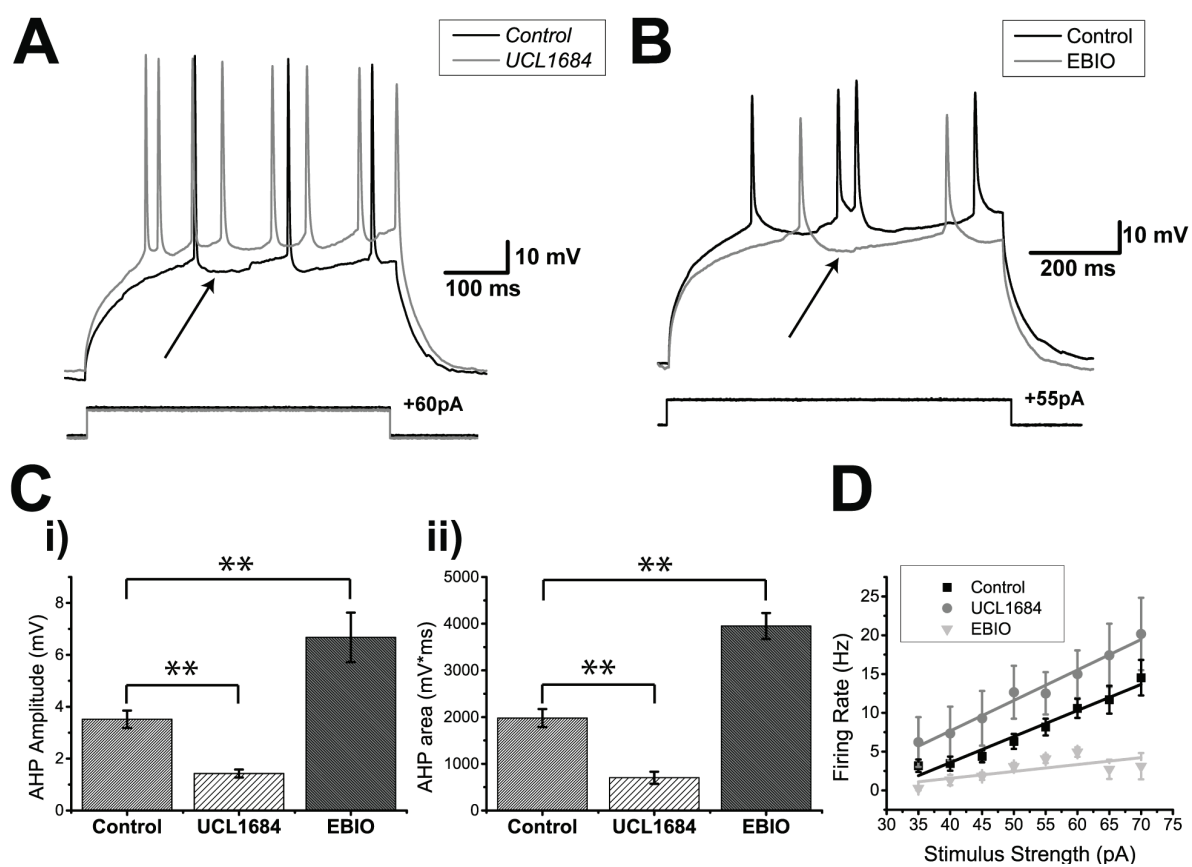 A
Control
UCL1684
10 mV
100 ms
+60pA
B
Control
EBIO
10 mV
200 ms
+55pA
C
i)
AHP Amplitude (mV)
8
6
4
2
0
**
**
Control
UCL1684
EBIO
ii)
AHP area (mV*ms)
5000
4000
3000
2000
1000
0
**
**
Control
UCL1684
EBIO
D
Control
UCL1684
EBIO
Firing Rate (Hz)
25
20
15
10
5
0
30 35 40 45 50 55 60 65 70 75
Stimulus Strength (pA)